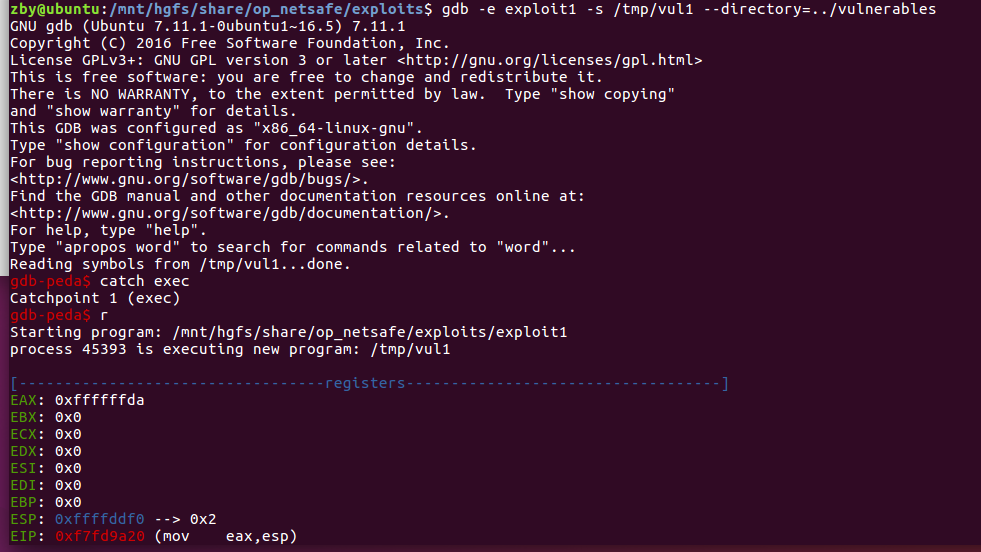 zby@ubuntu:/mnt/hgfs/share/op_netsafe/exploits$ gdb -e exploit1 -s /tmp/vul1 --directory=../vulnerables
GNU gdb (Ubuntu 7.11.1-0ubuntu1~16.5) 7.11.1
Copyright (C) 2016 Free Software Foundation, Inc.
License GPLv3+: GNU GPL version 3 or later <http://gnu.org/licenses/gpl.html>
This is free software: you are free to change and redistribute it.
There is NO WARRANTY, to the extent permitted by law.  Type "show copying"
and "show warranty" for details.
This GDB was configured as "x86_64-linux-gnu".
Type "show configuration" for configuration details.
For bug reporting instructions, please see:
<http://www.gnu.org/software/gdb/bugs/>.
Find the GDB manual and other documentation resources online at:
<http://www.gnu.org/software/gdb/documentation/>.
For help, type "help".
Type "apropos word" to search for commands related to "word"...
Reading symbols from /tmp/vul1...done.
gdb-peda$ catch exec
Catchpoint 1 (exec)
gdb-peda$ r
Starting program: /mnt/hgfs/share/op_netsafe/exploits/exploit1
process 45393 is executing new program: /tmp/vul1
[----------------------------------registers-----------------------------------]
EAX: 0xffffffda
EBX: 0x0
ECX: 0x0
EDX: 0x0
ESI: 0x0
EDI: 0x0
EBP: 0x0
ESP: 0xffffddf0 --> 0x2
EIP: 0xf7fd9a20 (mov    eax,esp)